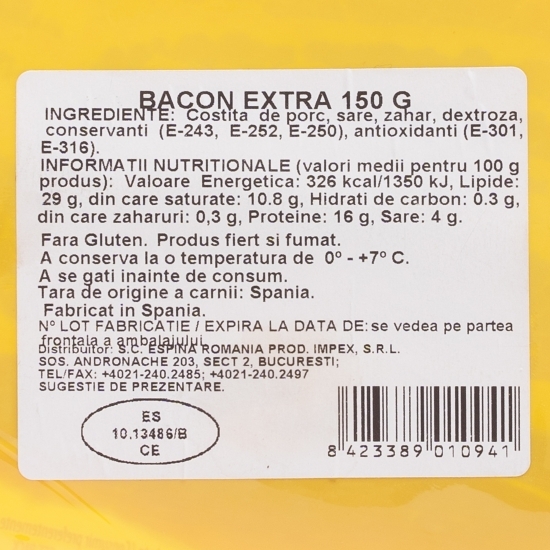 BACON EXTRA 150 G
INGREDIENTE: Costita de porc, sare, zahar, dextroza,
conservanti (E-243, E-252, E-250), antioxidanti (E-301,
E-316).
INFORMATII NUTRITIONALE (valori medii pentru 100 g
produs): Valoare Energetica: 326 kcal/1350 kJ, Lipide:
29 g, din care saturate: 10.8 g, Hidrati de carbon: 0.3 g,
din care zaharuri: 0,3 g, Proteine: 16 g, Sare: 4 g.
Fara Gluten. Produs fiert si fumat.
A conserva la o temperatura de 0º - +7º C.
A se gati inainte de consum.
Tara de origine a carnii: Spania.
Fabricat in Spania.
Nº LOT FABRICATIE / EXPIRA LA DATA DE: se vedea pe partea
frontala a ambalajului
Distribuitor: S.C. ESPINA ROMANIA PROD. IMPEX, S.R.L.
SOS. ANDRONACHE 203, SECT 2, BUCURESTI;
TEL/FAX: +4021-240.2485; +4021-240.2497
SUGESTIE DE PREZENTARE.
ES
10.13486/B
CE
8 423389 010941